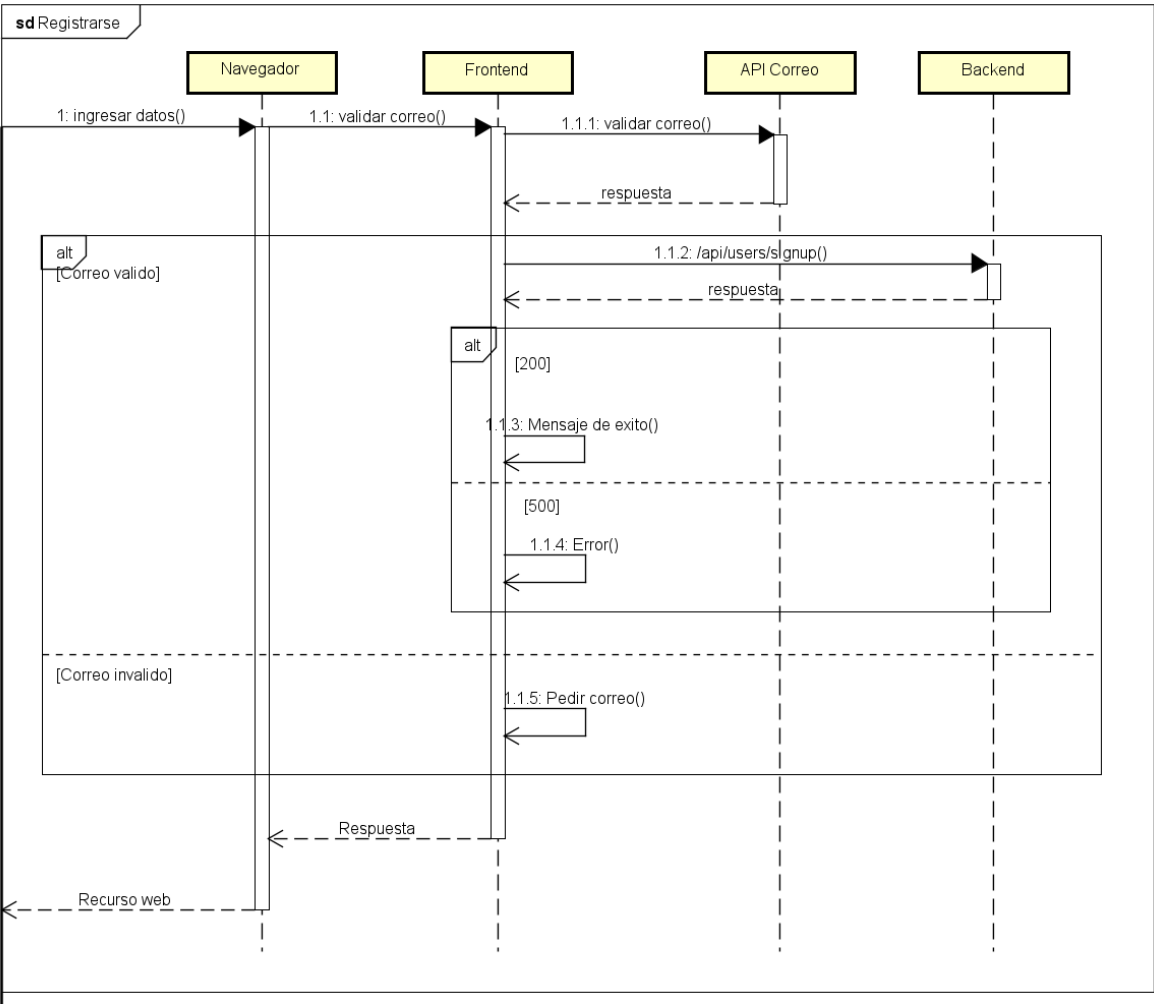 sd Registrarse
Navegador
Frontend
API Correo
Backend
1: ingresar datos()
1.1: validar correo()
1.1.1: validar correo()
respuesta
alt
[Correo valido]
1.1.2: /api/users/signup()
respuesta
alt
[200]
1.1.3: Mensaje de exito()
[500]
1.1.4: Error()
[Correo invalido]
1.1.5: Pedir correo()
Respuesta
Recurso web